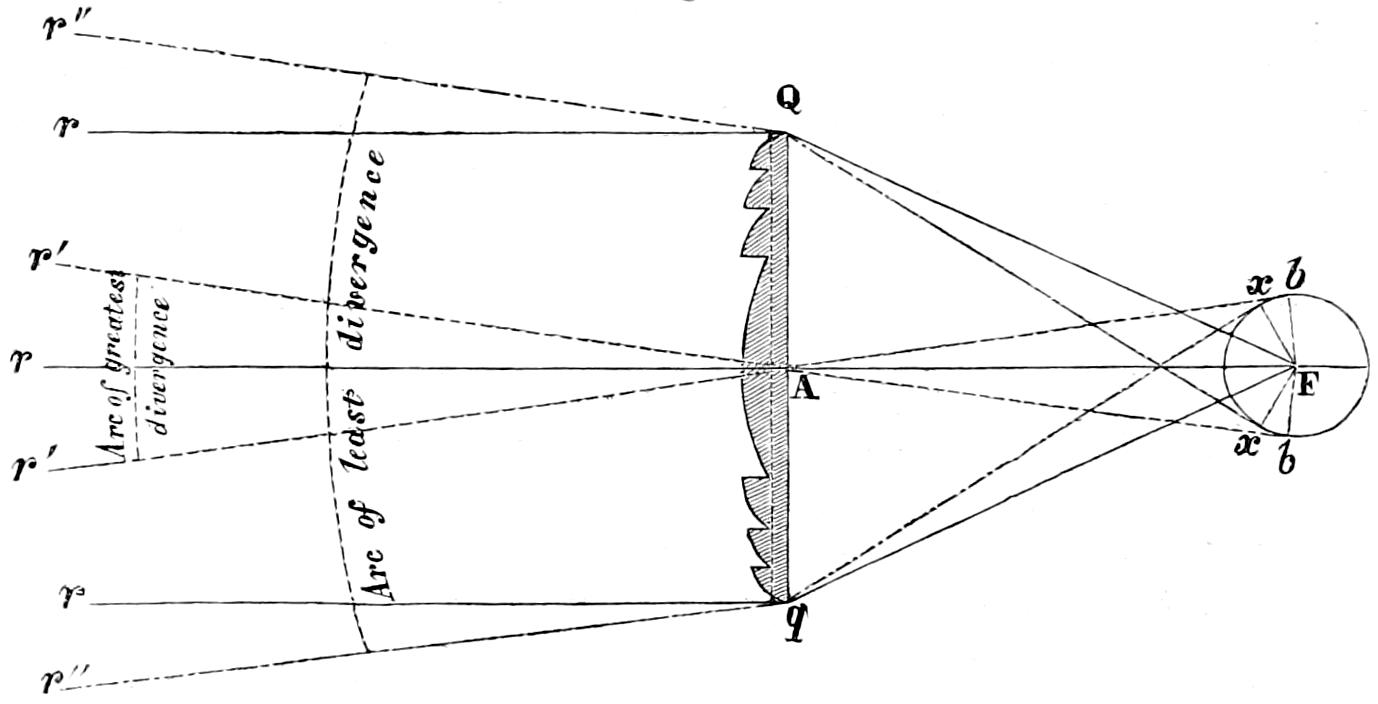 r''
Q
r
r'
x b
r
A
F
r'
x b
r
q
r''
Arc of greatest
divergence
Arc of least divergence